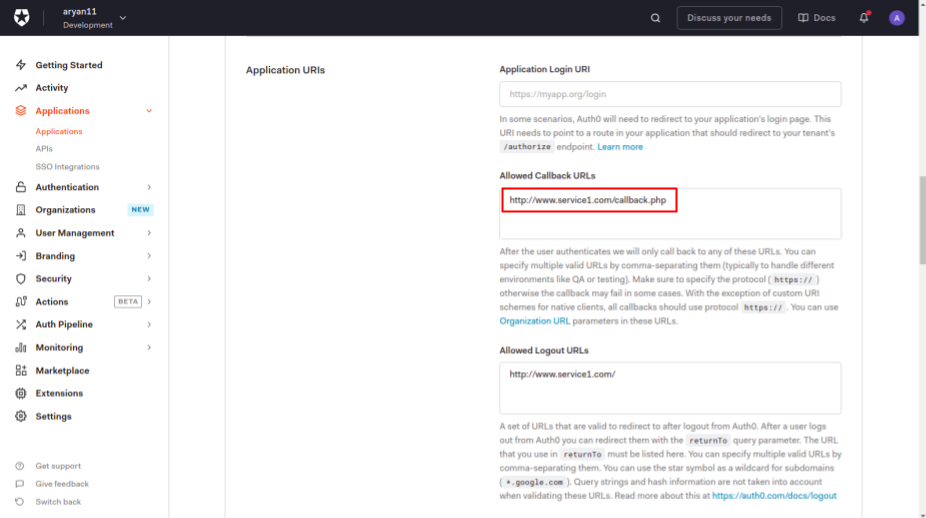 aryan11
Development
Discuss your needs
Docs
A
Getting Started
Activity
Applications
Applications
APIs
SSO Integrations
Authentication
Organizations NEW
User Management
Branding
Security
Actions BETA
Auth Pipeline
Monitoring
Marketplace
Extensions
Settings
Get support
Give feedback
Switch back
Application URIs
Application Login URI
https://myapp.org/login
In some scenarios, Auth0 will need to redirect to your application's login page. This
URI needs to point to a route in your application that should redirect to your tenant's
/authorize endpoint. Learn more
Allowed Callback URLs
http://www.service1.com/callback.php
After the user authenticates we will only call back to any of these URLs. You can
specify multiple valid URLs by comma-separating them (typically to handle different
environments like QA or testing). Make sure to specify the protocol ( https:// )
otherwise the callback may fail in some cases. With the exception of custom URI
schemes for native clients, all callbacks should use protocol https:// . You can use
Organization URL parameters in these URLs.
Allowed Logout URLs
http://www.service1.com/
A set of URLs that are valid to redirect to after logout from Auth0. After a user logs
out from Auth0 you can redirect them with the returnTo query parameter. The URL
that you use in returnTo must be listed here. You can specify multiple valid URLs by
comma-separating them. You can use the star symbol as a wildcard for subdomains
( *.google.com ). Query strings and hash information are not taken into account
when validating these URLs. Read more about this at https://auth0.com/docs/logout